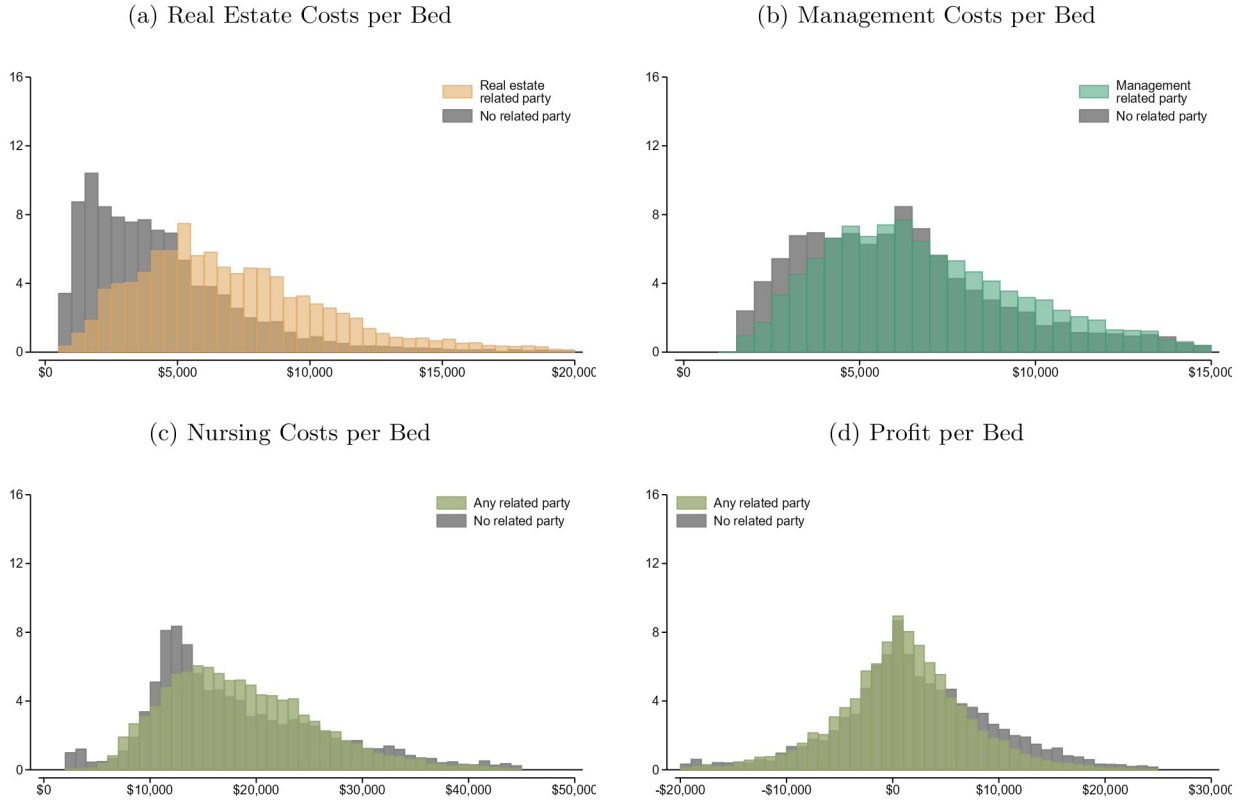 (a) Real Estate Costs per Bed
16
12
8
4
0
Real estate
related party
No related party
$0
$5,000
$10,000
$15,000
$20,000
(b) Management Costs per Bed
16
12
8
4
0
Management
related party
No related party
$0
$5,000
$10,000
$15,000
(c) Nursing Costs per Bed
16
12
8
4
0
Any related party
No related party
$0
$10,000
$20,000
$30,000
$40,000
$50,000
(d) Profit per Bed
16
12
8
4
0
Any related party
No related party
-$20,000
-$10,000
$0
$10,000
$20,000
$30,000